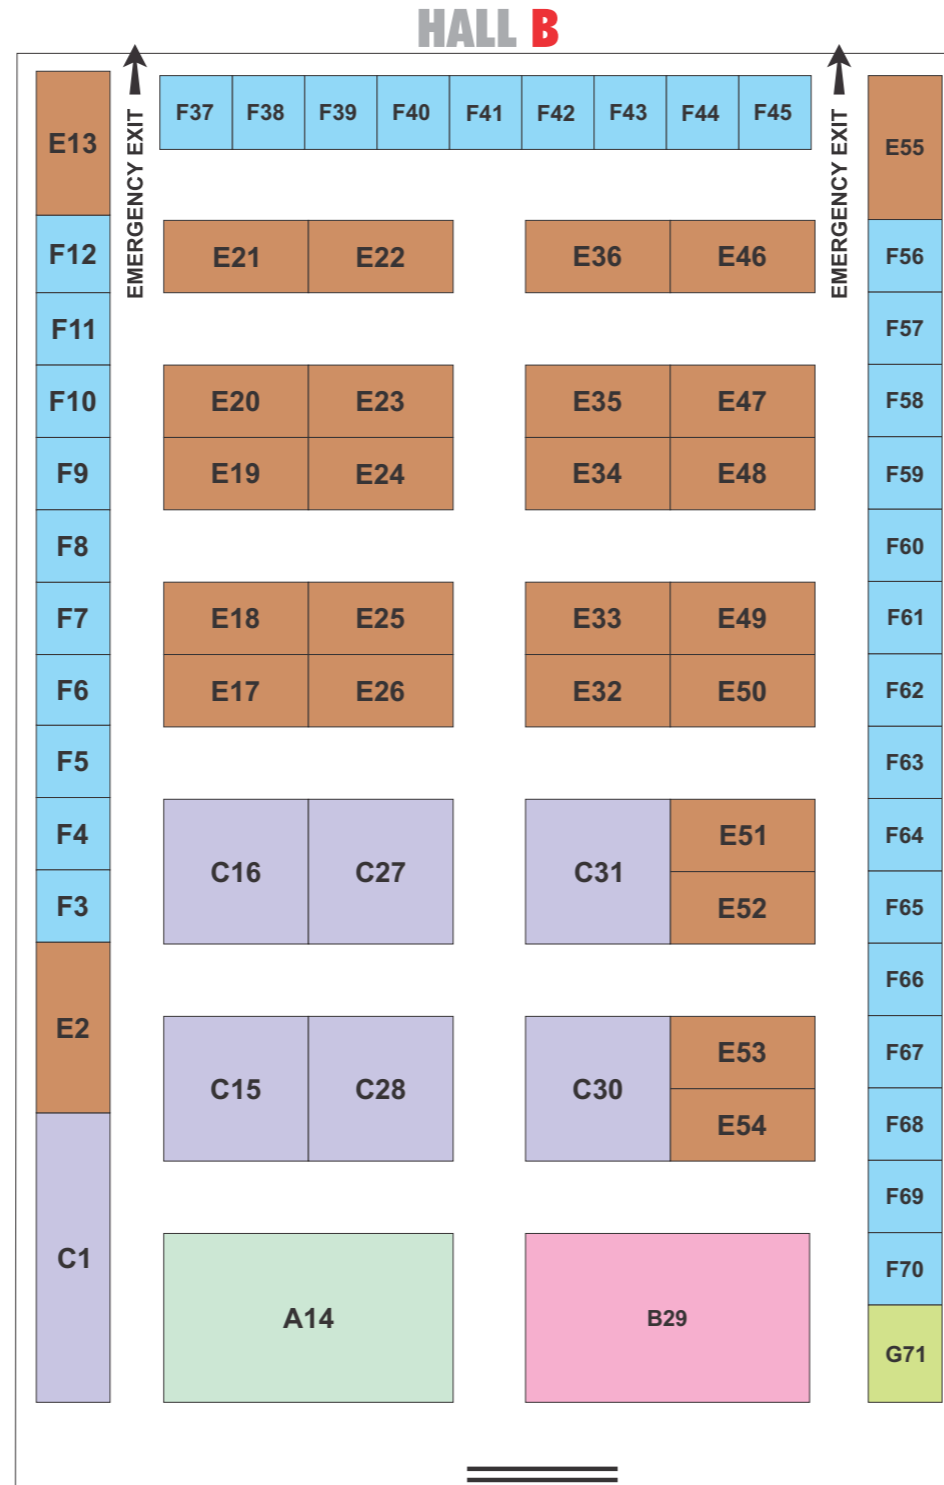 HALL B
EMERGENCY EXIT
EMERGENCY EXIT
F37 F38 F39 F40 F41 F42 F43 F44 F45
E13
F12
F11
F10
F9
F8
F7
F6
F5
F4
F3
E2
C1
E21 E22
E20 E23
E19 E24
E18 E25
E17 E26
C16 C27
C15 C28
A14
E36 E46
E35 E47
E34 E48
E33 E49
E32 E50
C31
E51
E52
C30
E53
E54
B29
E55
F56
F57
F58
F59
F60
F61
F62
F63
F64
F65
F66
F67
F68
F69
F70
G71